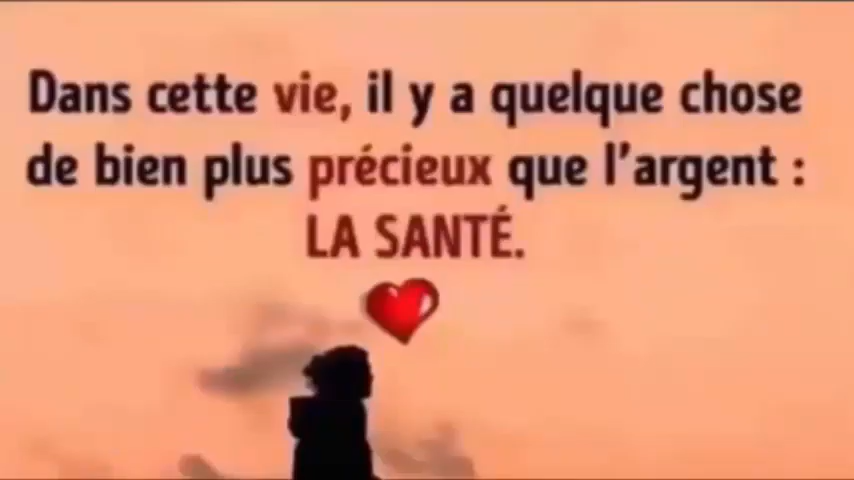 Dans cette vie, il y a quelque chose
de bien plus précieux que l’argent :
LA SANTÉ.